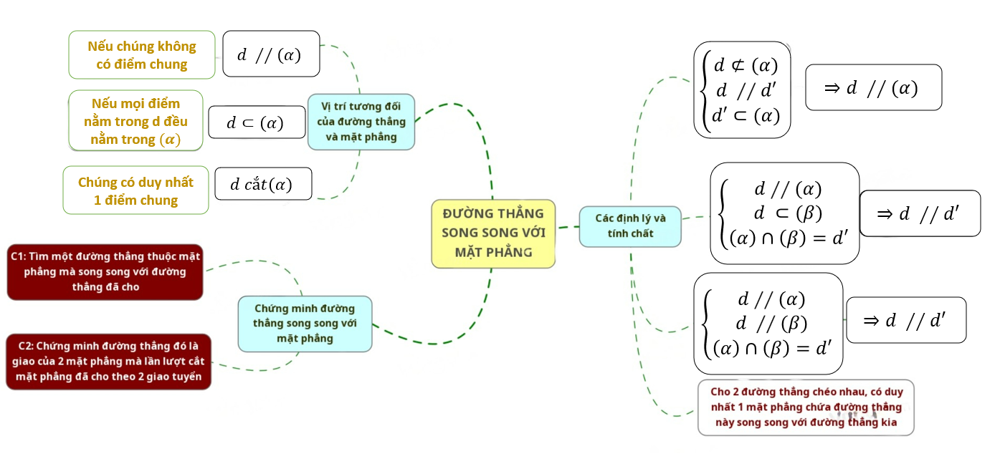 Nếu chúng không
có điểm chung
d // (α)
Nếu mọi điểm
nằm trong d đều
nằm trong (α)
d ⊂ (α)
Chúng có duy nhất
1 điểm chung
d cắt(α)
Vị trí tương đối
của đường thẳng
và mặt phẳng
ĐƯỜNG THẲNG
SONG SONG VỚI
MẶT PHẲNG
C1: Tìm một đường thẳng thuộc mặt
phẳng mà song song với đường
thẳng đã cho
C2: Chứng minh đường thẳng đó là
giao của 2 mặt phẳng mà lần lượt cắt
mặt phẳng đã cho theo 2 giao tuyến
Chứng minh đường
thẳng song song với
mặt phẳng
Các định lý và
tính chất
d ⊄ (α)
d // d′
d′ ⊂ (α)
⇒ d // (α)
d // (α)
d ⊂ (β)
(α) ∩ (β) = d′
⇒ d // d′
d // (α)
d // (β)
(α) ∩ (β) = d′
⇒ d // d′
Cho 2 đường thẳng chéo nhau, có duy
nhất 1 mặt phẳng chứa đường thẳng
này song song với đường thẳng kia